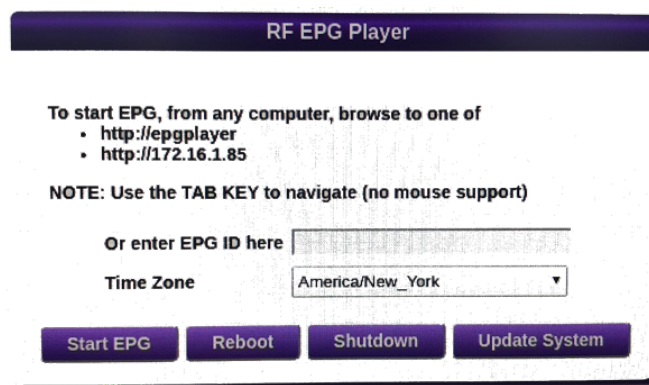 RF EPG Player
To start EPG, from any computer, browse to one of
• http://epgplayer
• http://172.16.1.85
NOTE: Use the TAB KEY to navigate (no mouse support)
Or enter EPG ID here
Time Zone America/New_York ▼
Start EPG Reboot Shutdown Update System